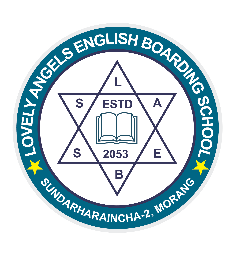 LOVELY ANGELS ENGLISH BOARDING SCHOOL
L
S ESTD A
S 2053 E
B
SUNDARHARAINCHA-2, MORANG